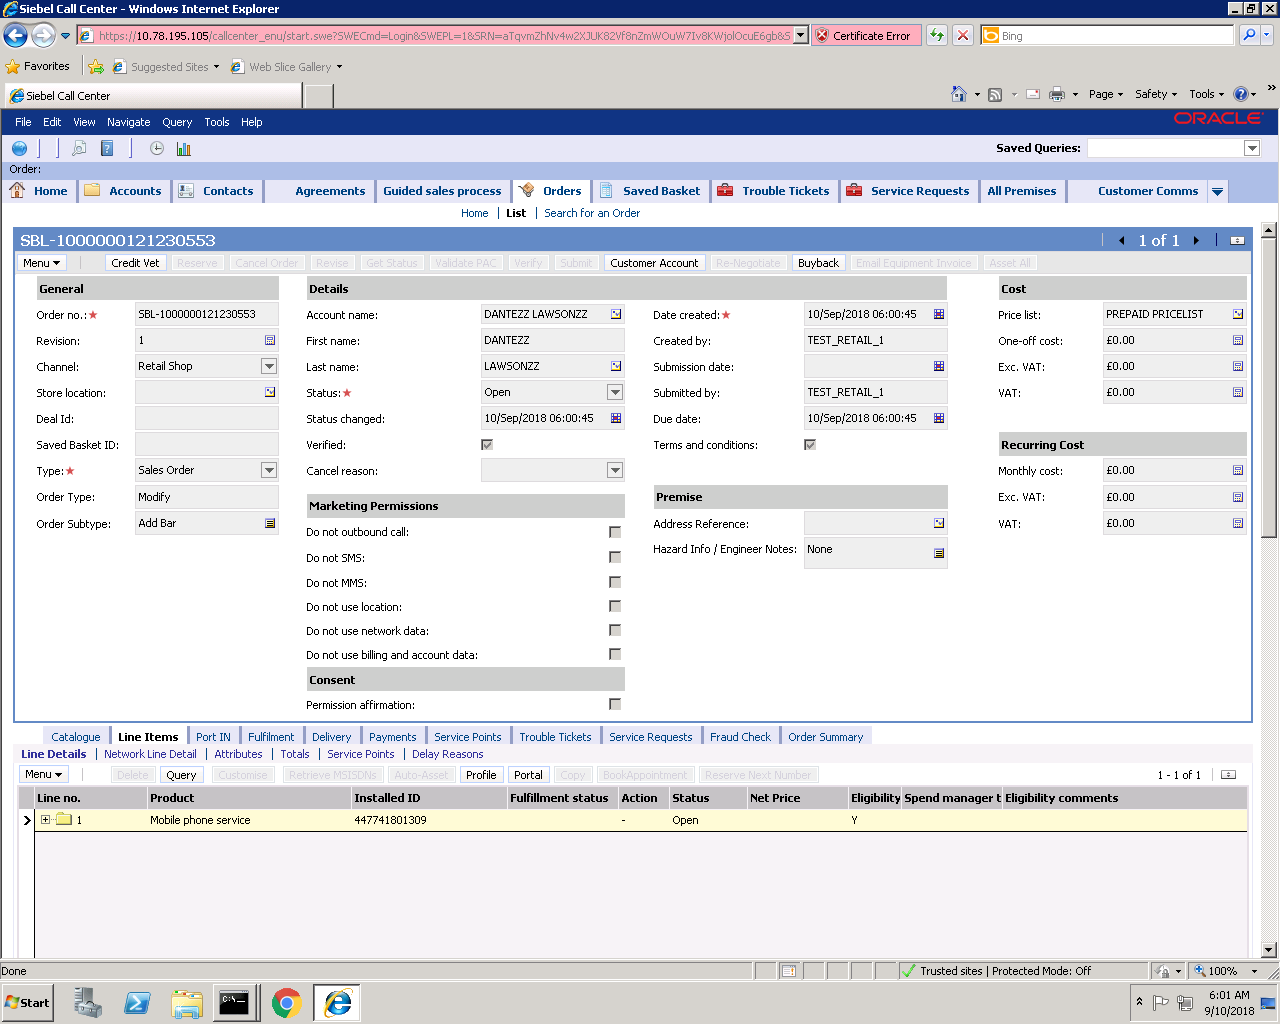 Siebel Call Center - Windows Internet Explorer
https://10.78.195.105/callcenter_enu/start.swe?SWECmd=Login&SWEPL=1&SRN=
Certificate Error
Bing
Favorites
Suggested Sites
Web Slice Gallery
Siebel Call Center
Page
Safety
Tools
File
Edit
View
Navigate
Query
Tools
Help
ORACLE
Saved Queries:
Order:
Home
Accounts
Contacts
Agreements
Guided sales process
Orders
Saved Basket
Trouble Tickets
Service Requests
All Premises
Customer Comms
Home | List | Search for an Order
SBL-1000000121230553
1 of 1
Menu
Credit Vet
Reserve
Cancel Order
Revise
Get Status
Validate PAC
Verify
Submit
Customer Account
Re-Negotiate
Buyback
Email Equipment Invoice
Asset All
General
Order no.:★ SBL-1000000121230553
Revision: 1
Channel: Retail Shop
Store location:
Deal Id:
Saved Basket ID:
Type:★ Sales Order
Order Type: Modify
Order Subtype: Add Bar
Details
Account name: DANTEZZ LAWSONZZ
First name: DANTEZZ
Last name: LAWSONZZ
Status:★ Open
Status changed: 10/Sep/2018 06:00:45
Verified:
Cancel reason:
Marketing Permissions
Do not outbound call:
Do not SMS:
Do not MMS:
Do not use location:
Do not use network data:
Do not use billing and account data:
Consent
Permission affirmation:
Date created:★ 10/Sep/2018 06:00:45
Created by: TEST_RETAIL_1
Submission date:
Submitted by: TEST_RETAIL_1
Due date: 10/Sep/2018 06:00:45
Terms and conditions:
Premise
Address Reference:
Hazard Info / Engineer Notes: None
Cost
Price list: PREPAID PRICELIST
One-off cost: £0.00
Exc. VAT: £0.00
VAT: £0.00
Recurring Cost
Monthly cost: £0.00
Exc. VAT: £0.00
VAT: £0.00
Catalogue
Line Items
Port IN
Fulfilment
Delivery
Payments
Service Points
Trouble Tickets
Service Requests
Fraud Check
Order Summary
Line Details | Network Line Detail | Attributes | Totals | Service Points | Delay Reasons
Menu
Delete
Query
Customise
Retrieve MSISDNs
Auto-Asset
Profile
Portal
Copy
BookAppointment
Reserve Next Number
1 - 1 of 1
Line no. Product Installed ID Fulfillment status Action Status Net Price Eligibility Spend manager t Eligibility comments
1 Mobile phone service 447741801309 - Open Y
Done
Trusted sites | Protected Mode: Off
100%
Start
C:\.
6:01 AM
9/10/2018